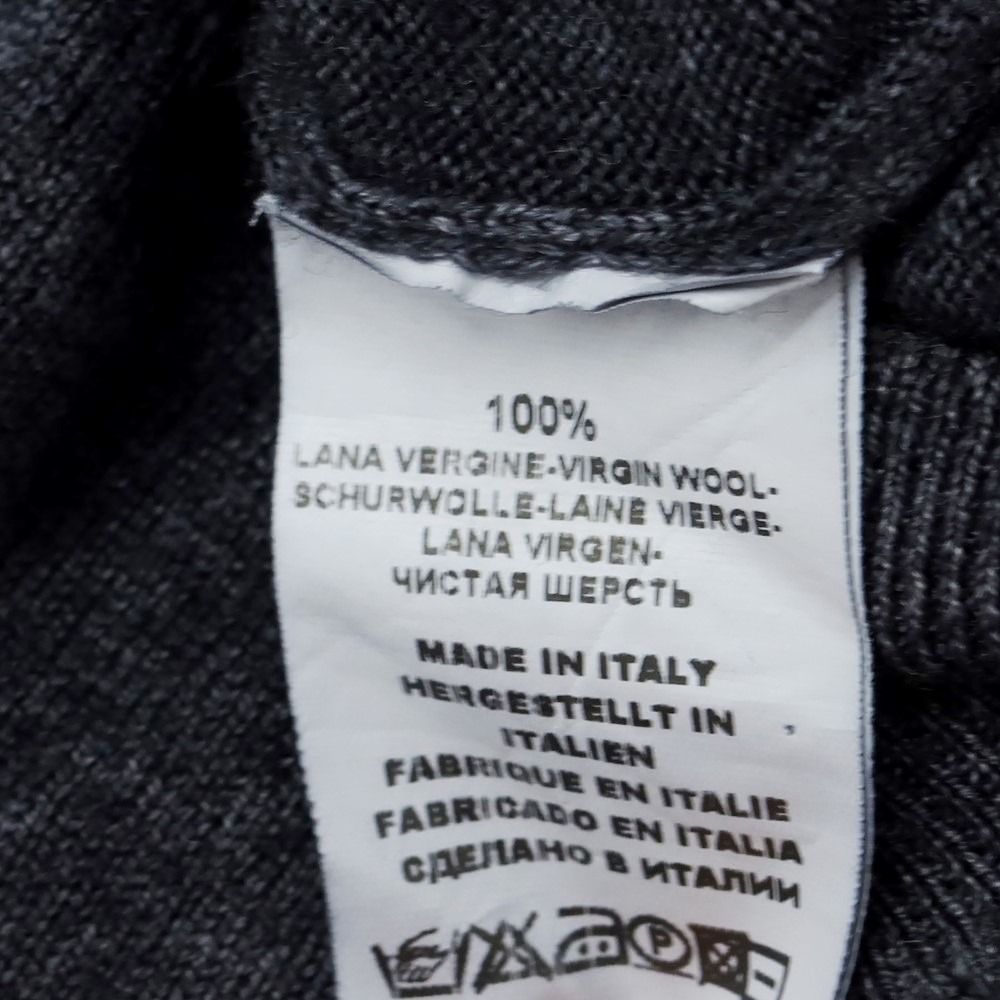 100%
LANA VERGINE-VIRGIN WOOL-
SCHURWOLLE-LAINE VIERGE-
LANA VIRGEN-
ЧИСТАЯ ШЕРСТЬ
MADE IN ITALY
HERGESTELLT IN
ITALIEN
FABRIQUE EN ITALIE
FABRICADO EN ITALIA
СДЕЛАНО В ИТАЛИИ
P